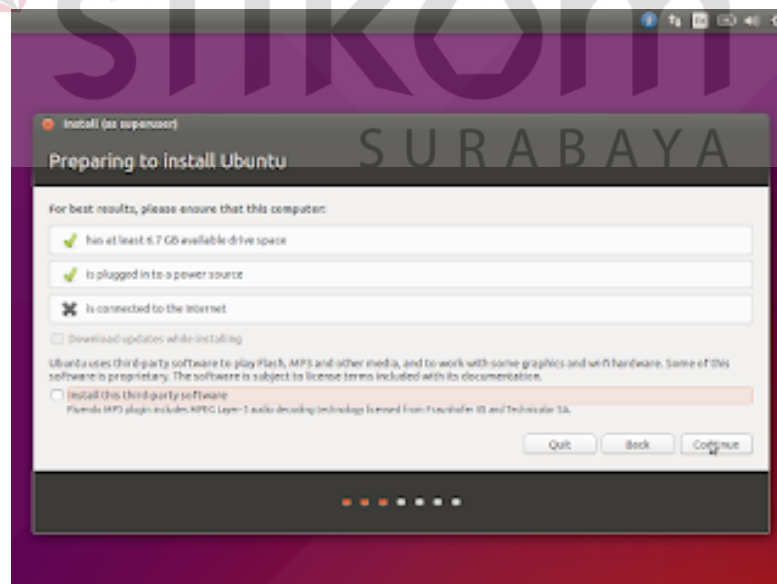 stikom
SURABAYA
Install (as superuser)
Preparing to install Ubuntu
For best results, please ensure that this computer:
has at least 6.7 GB available drive space
is plugged in to a power source
is connected to the Internet
Download updates while installing
Ubuntu uses third-party software to play Flash, MP3 and other media, and to work with some graphics and wi-fi hardware. Some of this
software is proprietary. The software is subject to license terms included with its documentation.
Install this third-party software
Fluendo MP3 plugin includes MPEG Layer-3 audio decoding technology licensed from Fraunhofer IIS and Technicolor SA.
Quit
Back
Continue